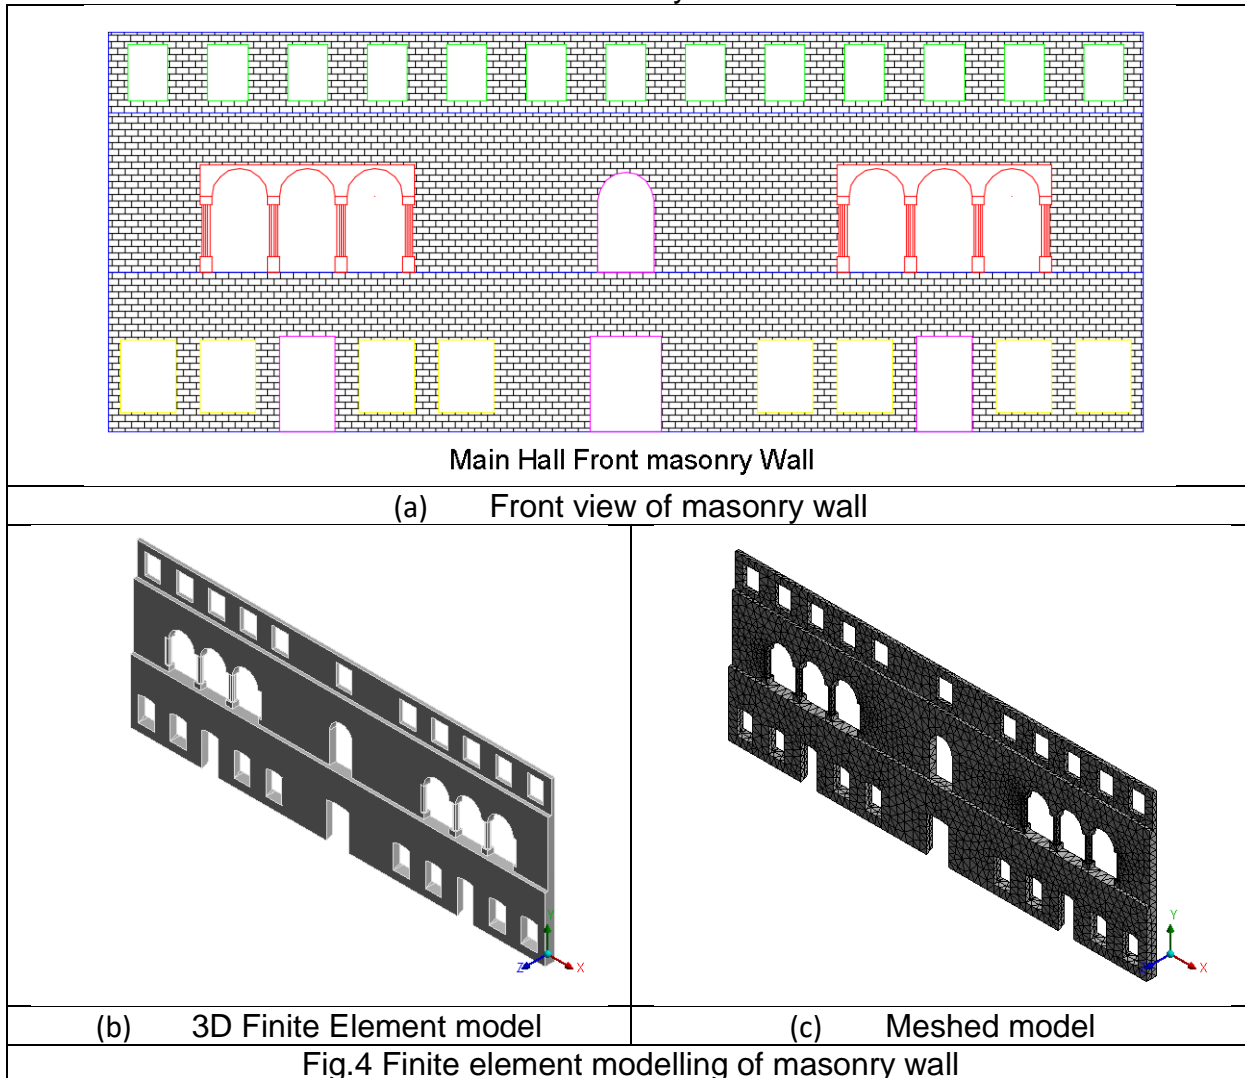 Main Hall Front masonry Wall
(a) Front view of masonry wall
Y
Z X
Y
X
(b) 3D Finite Element model
(c) Meshed model
Fig.4 Finite element modelling of masonry wall